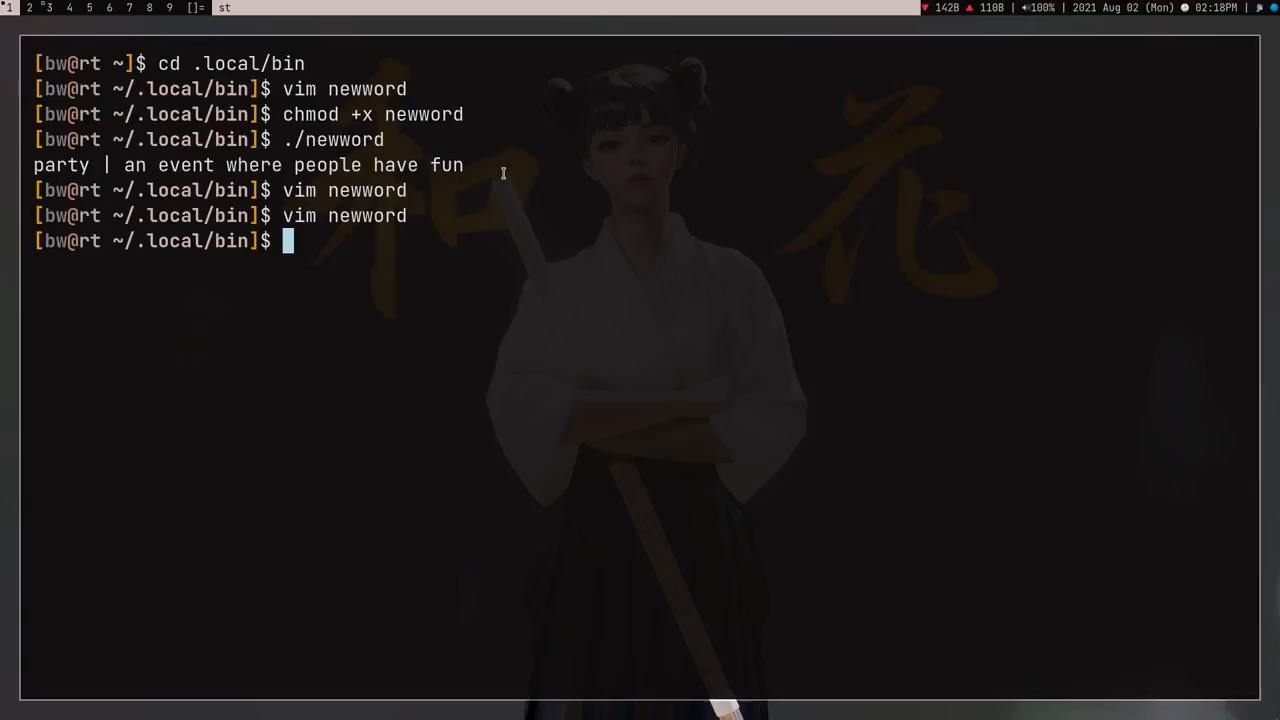 1 2 3 4 5 6 7 8 9 []= st 142B 110B | 100% | 2021 Aug 02 (Mon) 02:18PM |
[bw@rt ~]$ cd .local/bin
[bw@rt ~/.local/bin]$ vim newword
[bw@rt ~/.local/bin]$ chmod +x newword
[bw@rt ~/.local/bin]$ ./newword
party | an event where people have fun
[bw@rt ~/.local/bin]$ vim newword
[bw@rt ~/.local/bin]$ vim newword
[bw@rt ~/.local/bin]$
和花